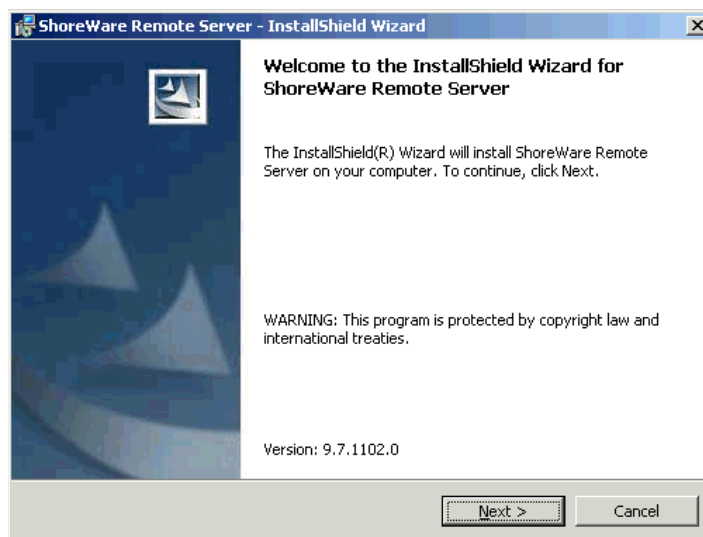 ShoreWare Remote Server - InstallShield Wizard
Welcome to the InstallShield Wizard for
ShoreWare Remote Server
The InstallShield(R) Wizard will install ShoreWare Remote
Server on your computer. To continue, click Next.
WARNING: This program is protected by copyright law and
international treaties.
Version: 9.7.1102.0
Next >
Cancel